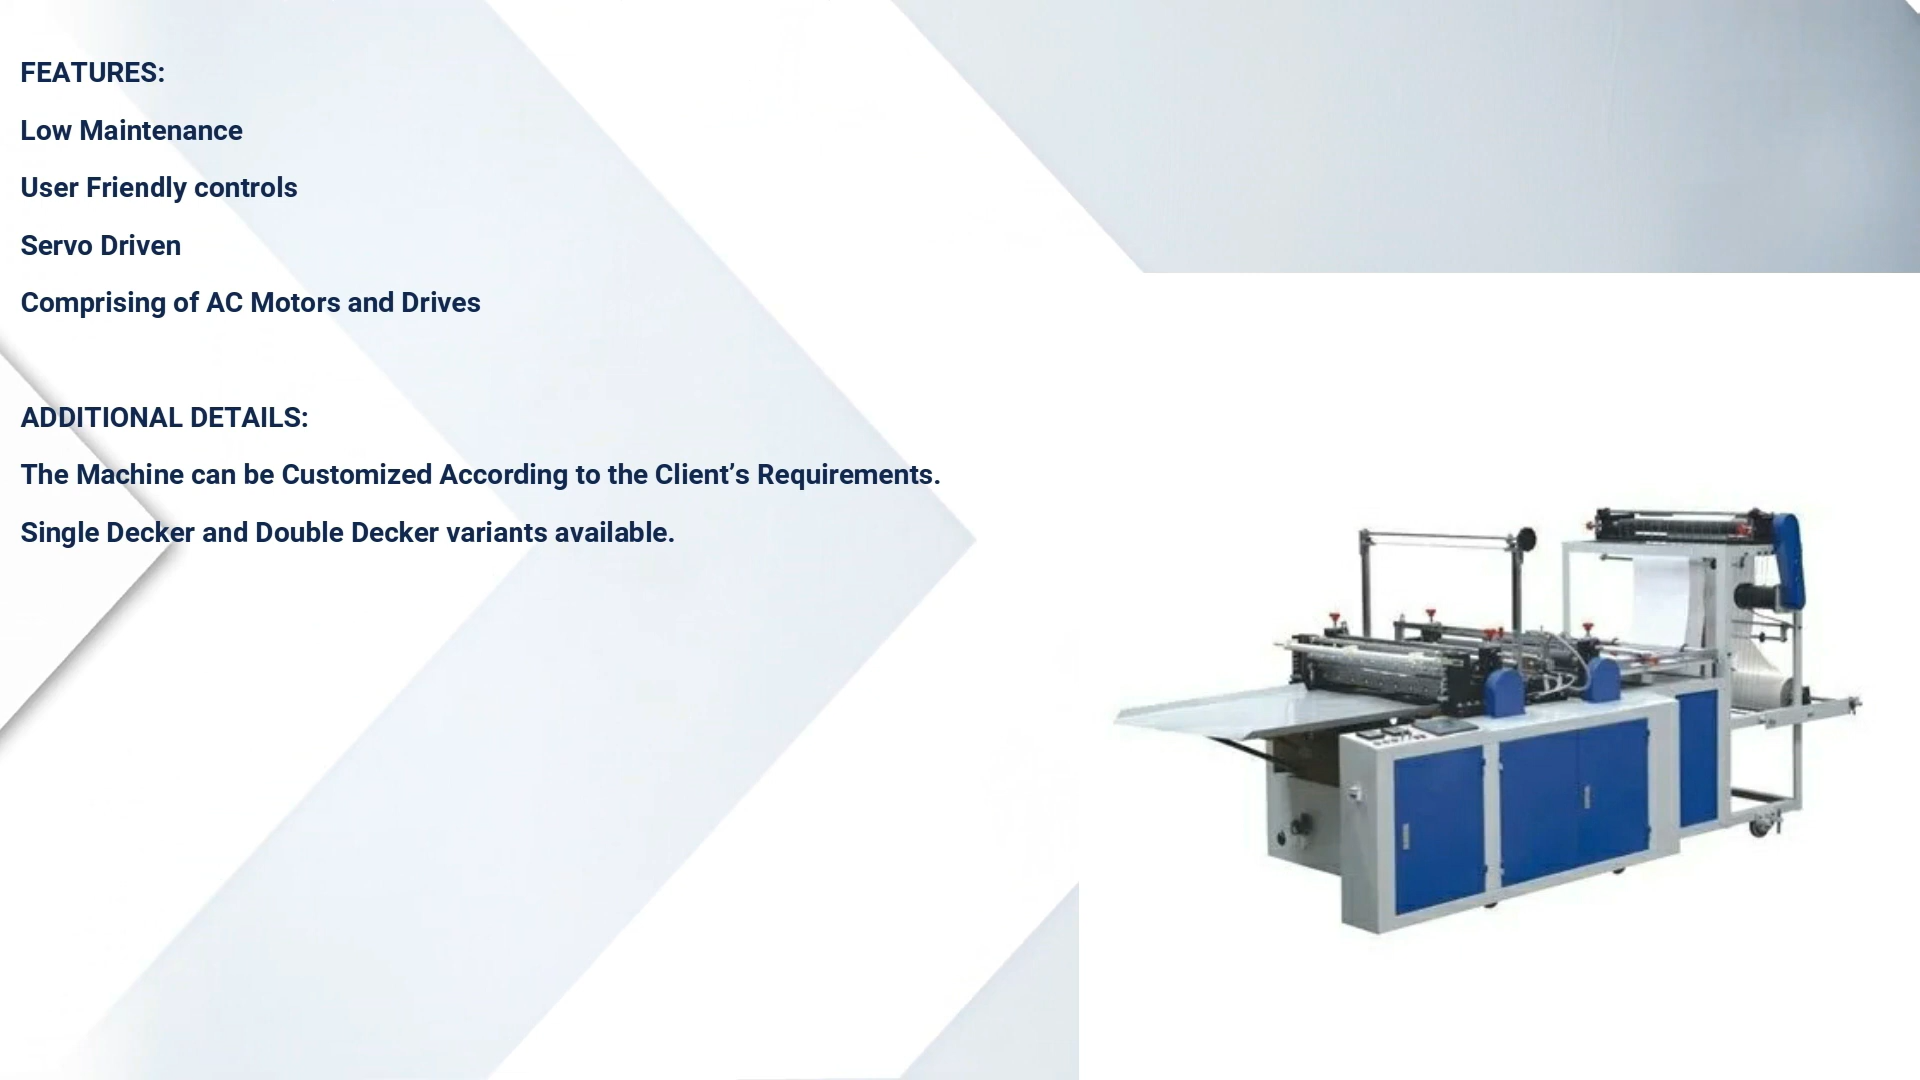 FEATURES:
Low Maintenance
User Friendly controls
Servo Driven
Comprising of AC Motors and Drives
ADDITIONAL DETAILS:
The Machine can be Customized According to the Client’s Requirements.
Single Decker and Double Decker variants available.